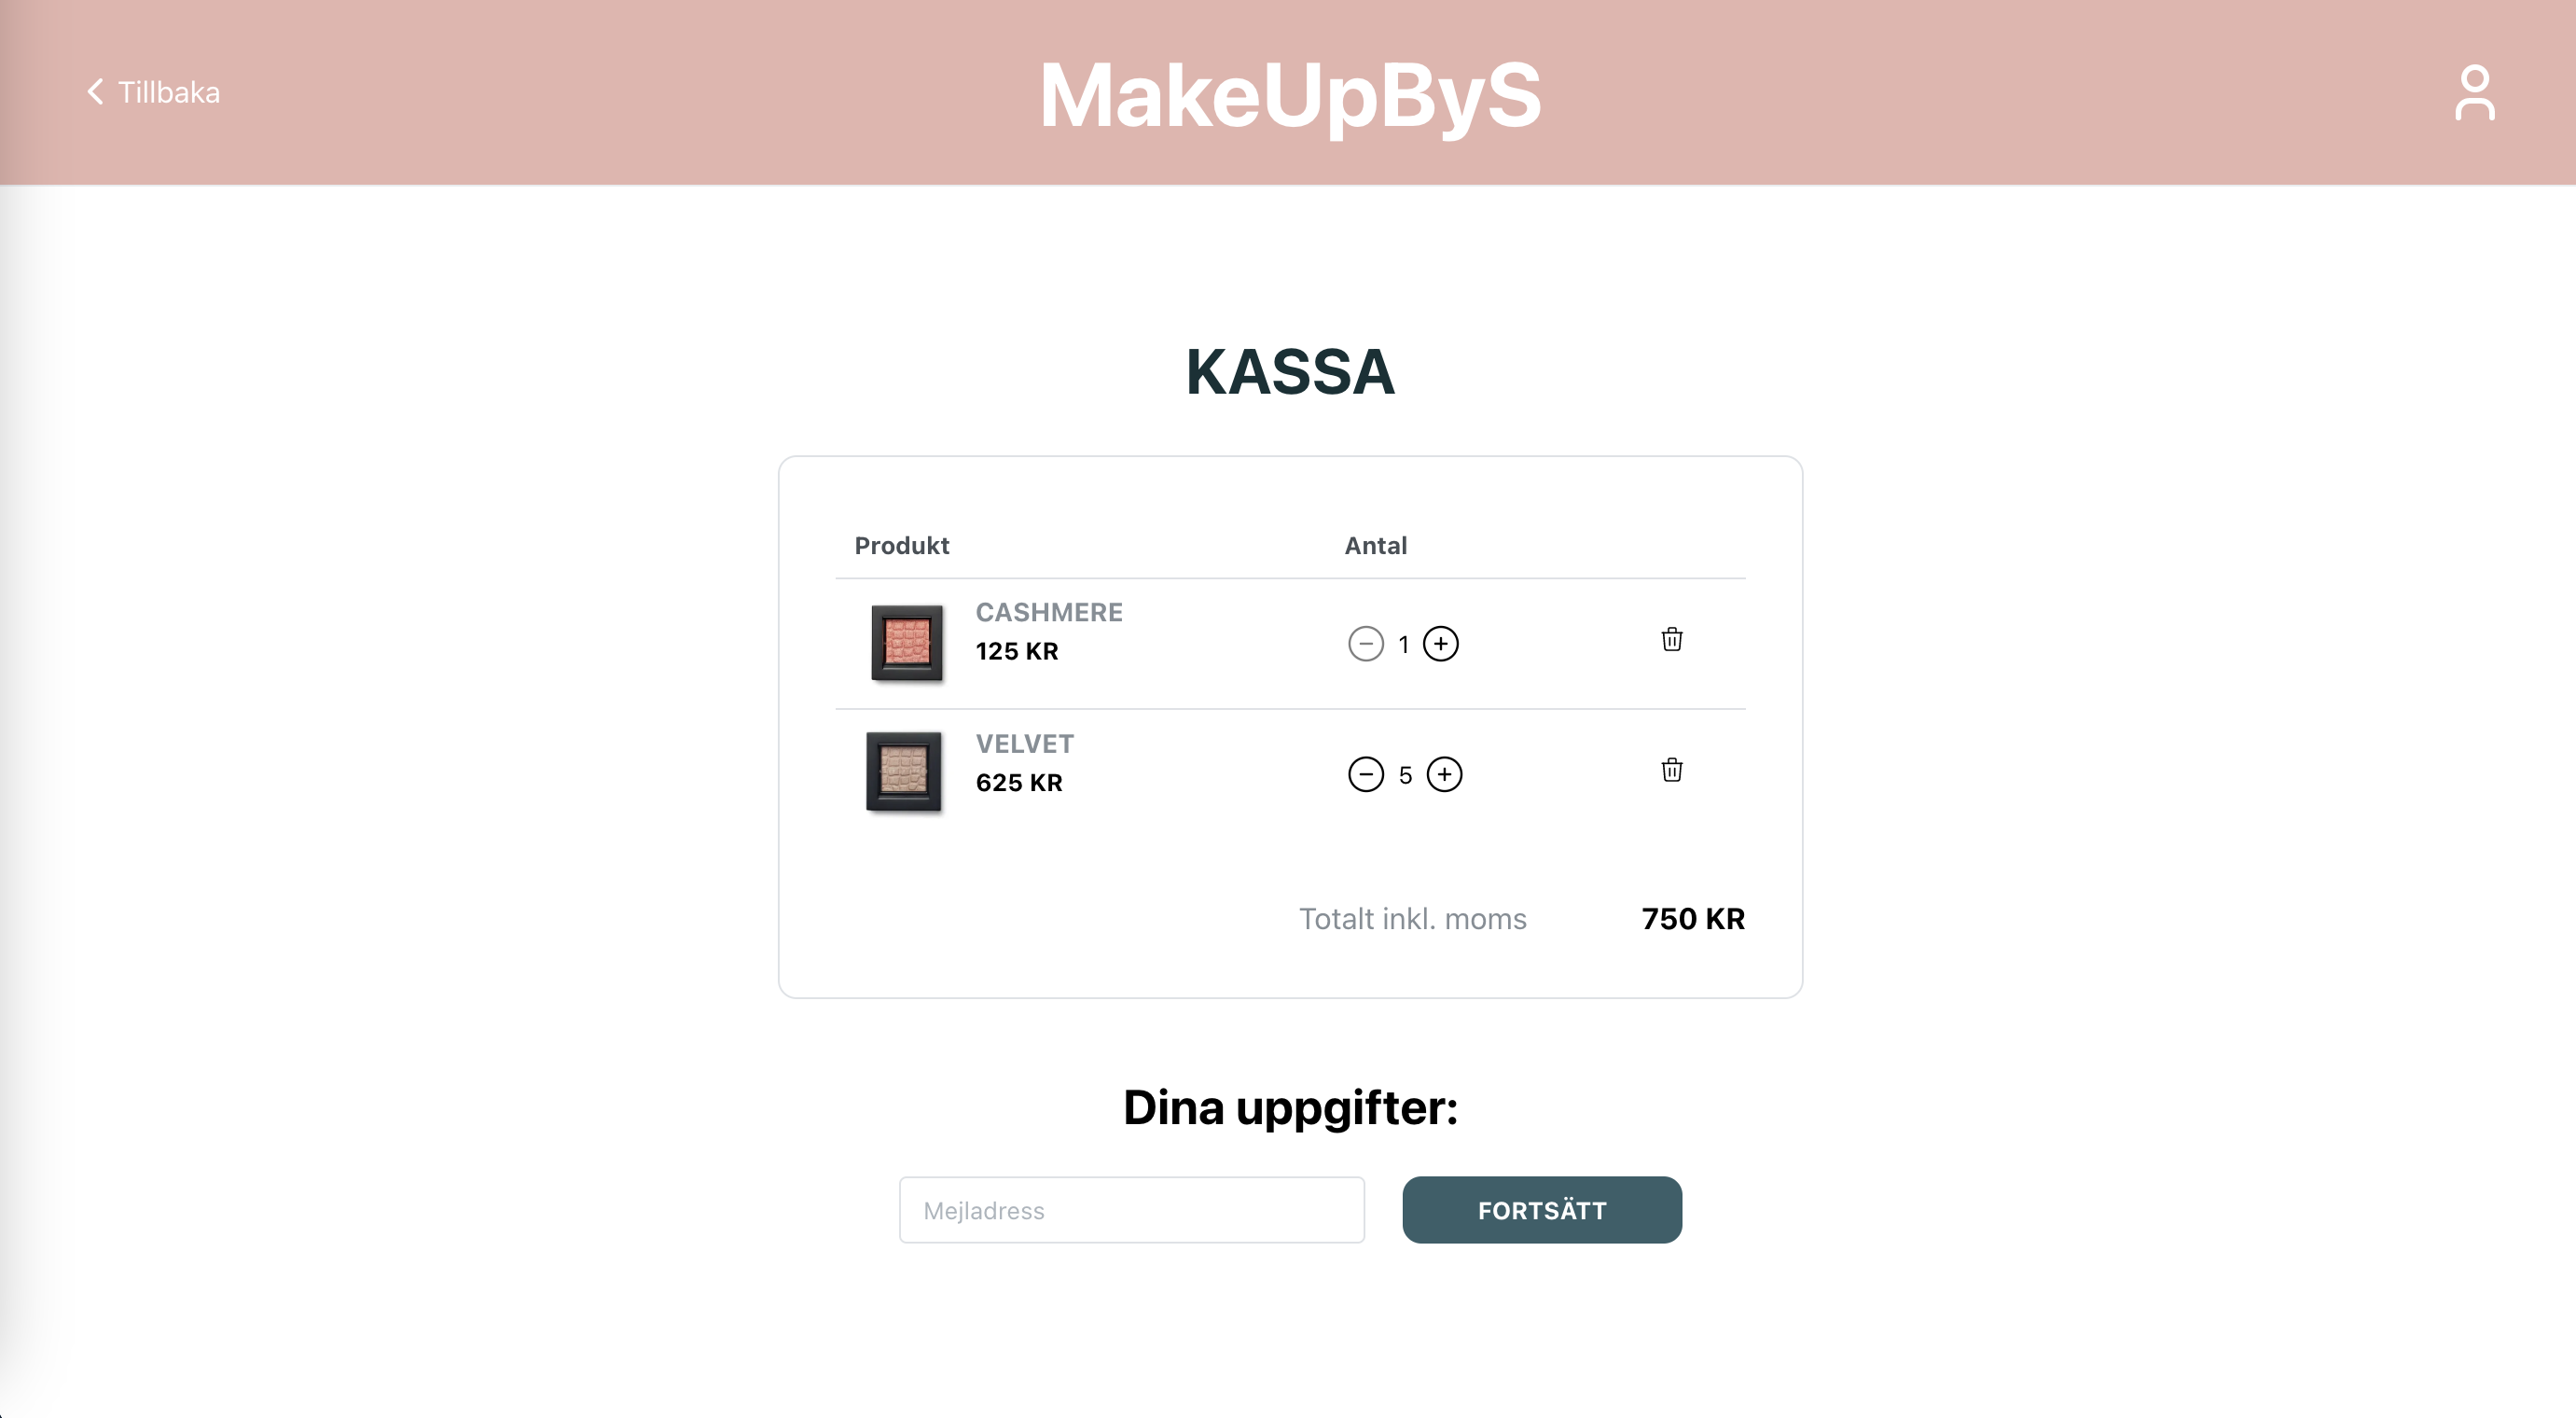 Tillbaka
MakeUpByS
KASSA
Produkt Antal
CASHMERE
125 KR
1
VELVET
625 KR
5
Totalt inkl. moms 750 KR
Dina uppgifter:
Mejladress
FORTSÄTT